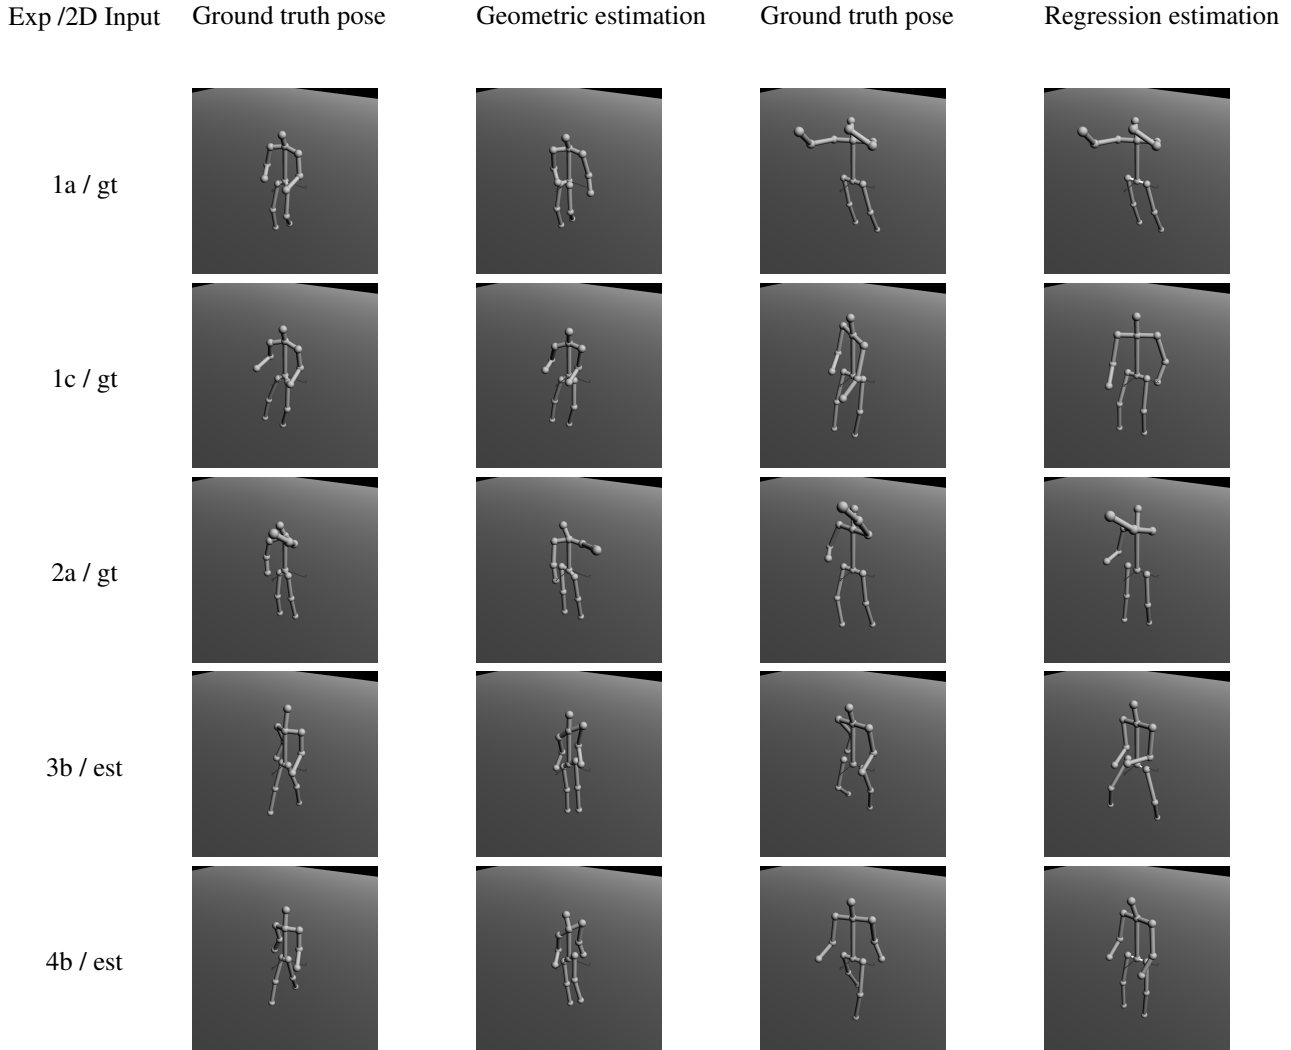 Exp /2D Input Ground truth pose Geometric estimation Ground truth pose Regression estimation
1a / gt
1c / gt
2a / gt
3b / est
4b / est